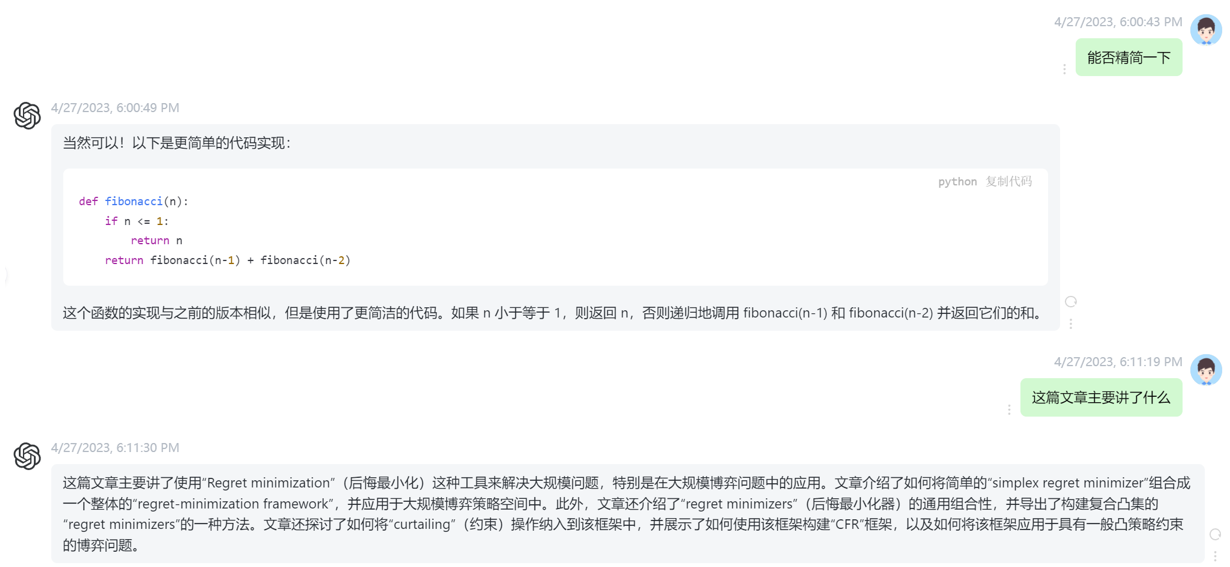 4/27/2023, 6:00:43 PM
能否精简一下
4/27/2023, 6:00:49 PM
当然可以！以下是更简单的代码实现：
python 复制代码
def fibonacci(n):
    if n <= 1:
        return n
    return fibonacci(n-1) + fibonacci(n-2)
这个函数的实现与之前的版本相似，但是使用了更简洁的代码。如果 n 小于等于 1，则返回 n，否则递归地调用 fibonacci(n-1) 和 fibonacci(n-2) 并返回它们的和。
4/27/2023, 6:11:19 PM
这篇文章主要讲了什么
4/27/2023, 6:11:30 PM
这篇文章主要讲了使用“Regret minimization”（后悔最小化）这种工具来解决大规模问题，特别是在大规模博弈问题中的应用。文章介绍了如何将简单的“simplex regret minimizer”组合成
一个整体的“regret-minimization framework”，并应用于大规模博弈策略空间中。此外，文章还介绍了“regret minimizers”（后悔最小化器）的通用组合性，并导出了构建复合凸集的
“regret minimizers”的一种方法。文章还探讨了如何将“curtailing”（约束）操作纳入到该框架中，并展示了如何使用该框架构建“CFR”框架，以及如何将该框架应用于具有一般凸策略约束
的博弈问题。